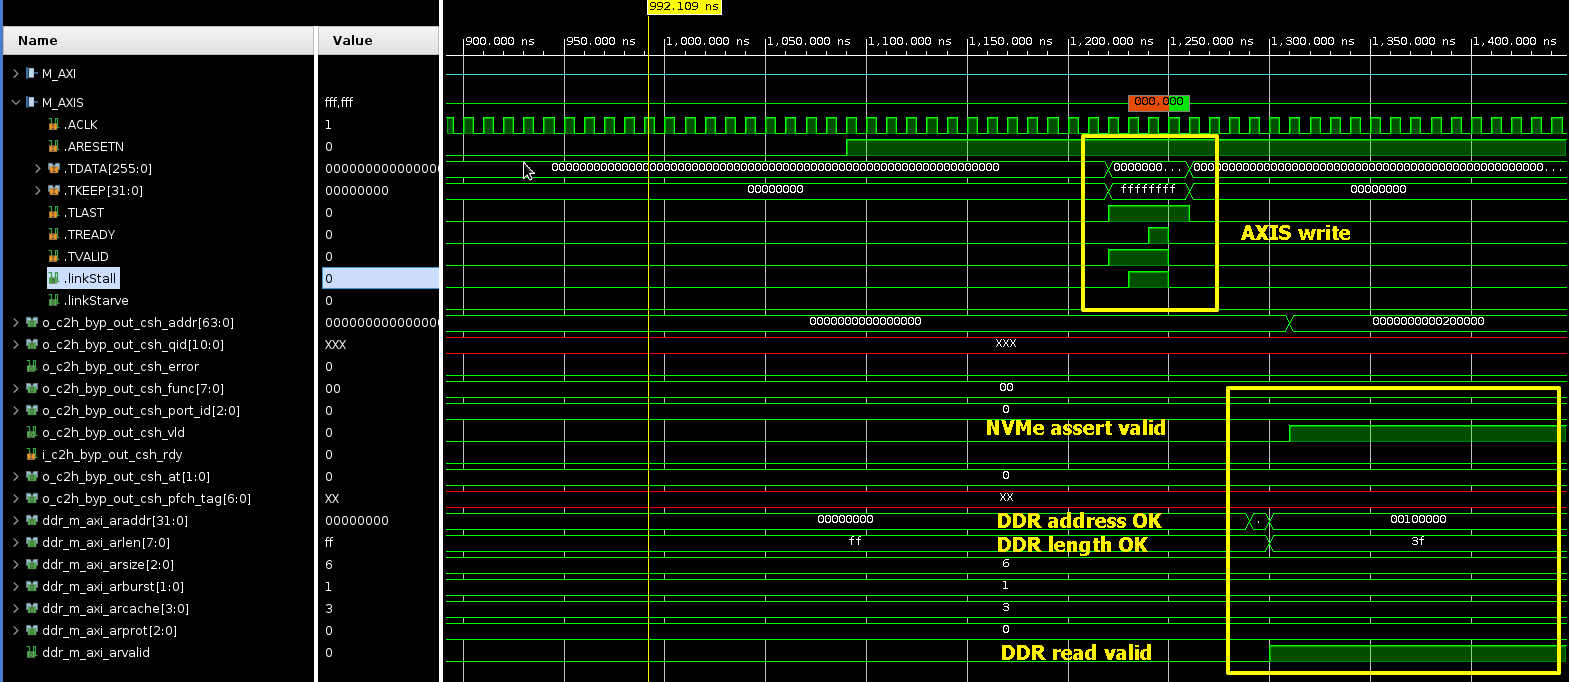 992.109 ns
Name Value
900.000 ns 950.000 ns 1,000.000 ns 1,050.000 ns 1,100.000 ns 1,150.000 ns 1,200.000 ns 1,250.000 ns 1,300.000 ns 1,350.000 ns 1,400.000 ns
M_AXI
M_AXIS fff,fff 000,000
.ACLK 1
.ARESETN 0
.TDATA[255:0] 0000000... 
.TKEEP[31:0] 00000000 00000000 ffffffff 00000000
.TLAST 0
.TREADY 0 AXIS write
.TVALID 0
.linkStall 0
.linkStarve 0
o_c2h_byp_out_csh_addr[63:0] 0000000000000000 0000000000200000
o_c2h_byp_out_csh_qid[10:0] XXX XXX
o_c2h_byp_out_csh_error 0
o_c2h_byp_out_csh_func[7:0] 00 00
o_c2h_byp_out_csh_port_id[2:0] 0 0
o_c2h_byp_out_csh_vld 0 NVMe assert valid
i_c2h_byp_out_csh_rdy 0
o_c2h_byp_out_csh_at[1:0] 0 0
o_c2h_byp_out_csh_pfch_tag[6:0] XX XX
ddr_m_axi_araddr[31:0] 00000000 00000000 DDR address OK 00100000
ddr_m_axi_arlen[7:0] ff ff DDR length OK 3f
ddr_m_axi_arsize[2:0] 6 6
ddr_m_axi_arburst[1:0] 1 1
ddr_m_axi_arcache[3:0] 3 3
ddr_m_axi_arprot[2:0] 0 0
ddr_m_axi_arvalid 0 DDR read valid